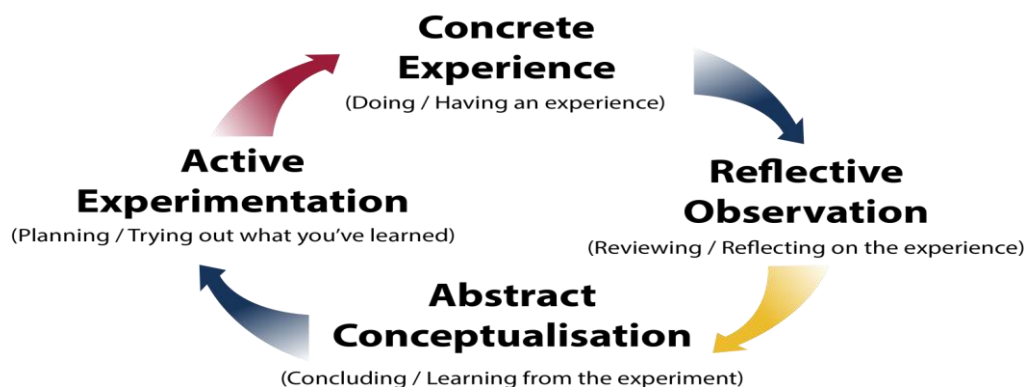 Concrete
Experience
(Doing / Having an experience)
Reflective
Observation
(Reviewing / Reflecting on the experience)
Abstract
Conceptualisation
(Concluding / Learning from the experiment)
Active
Experimentation
(Planning / Trying out what you've learned)